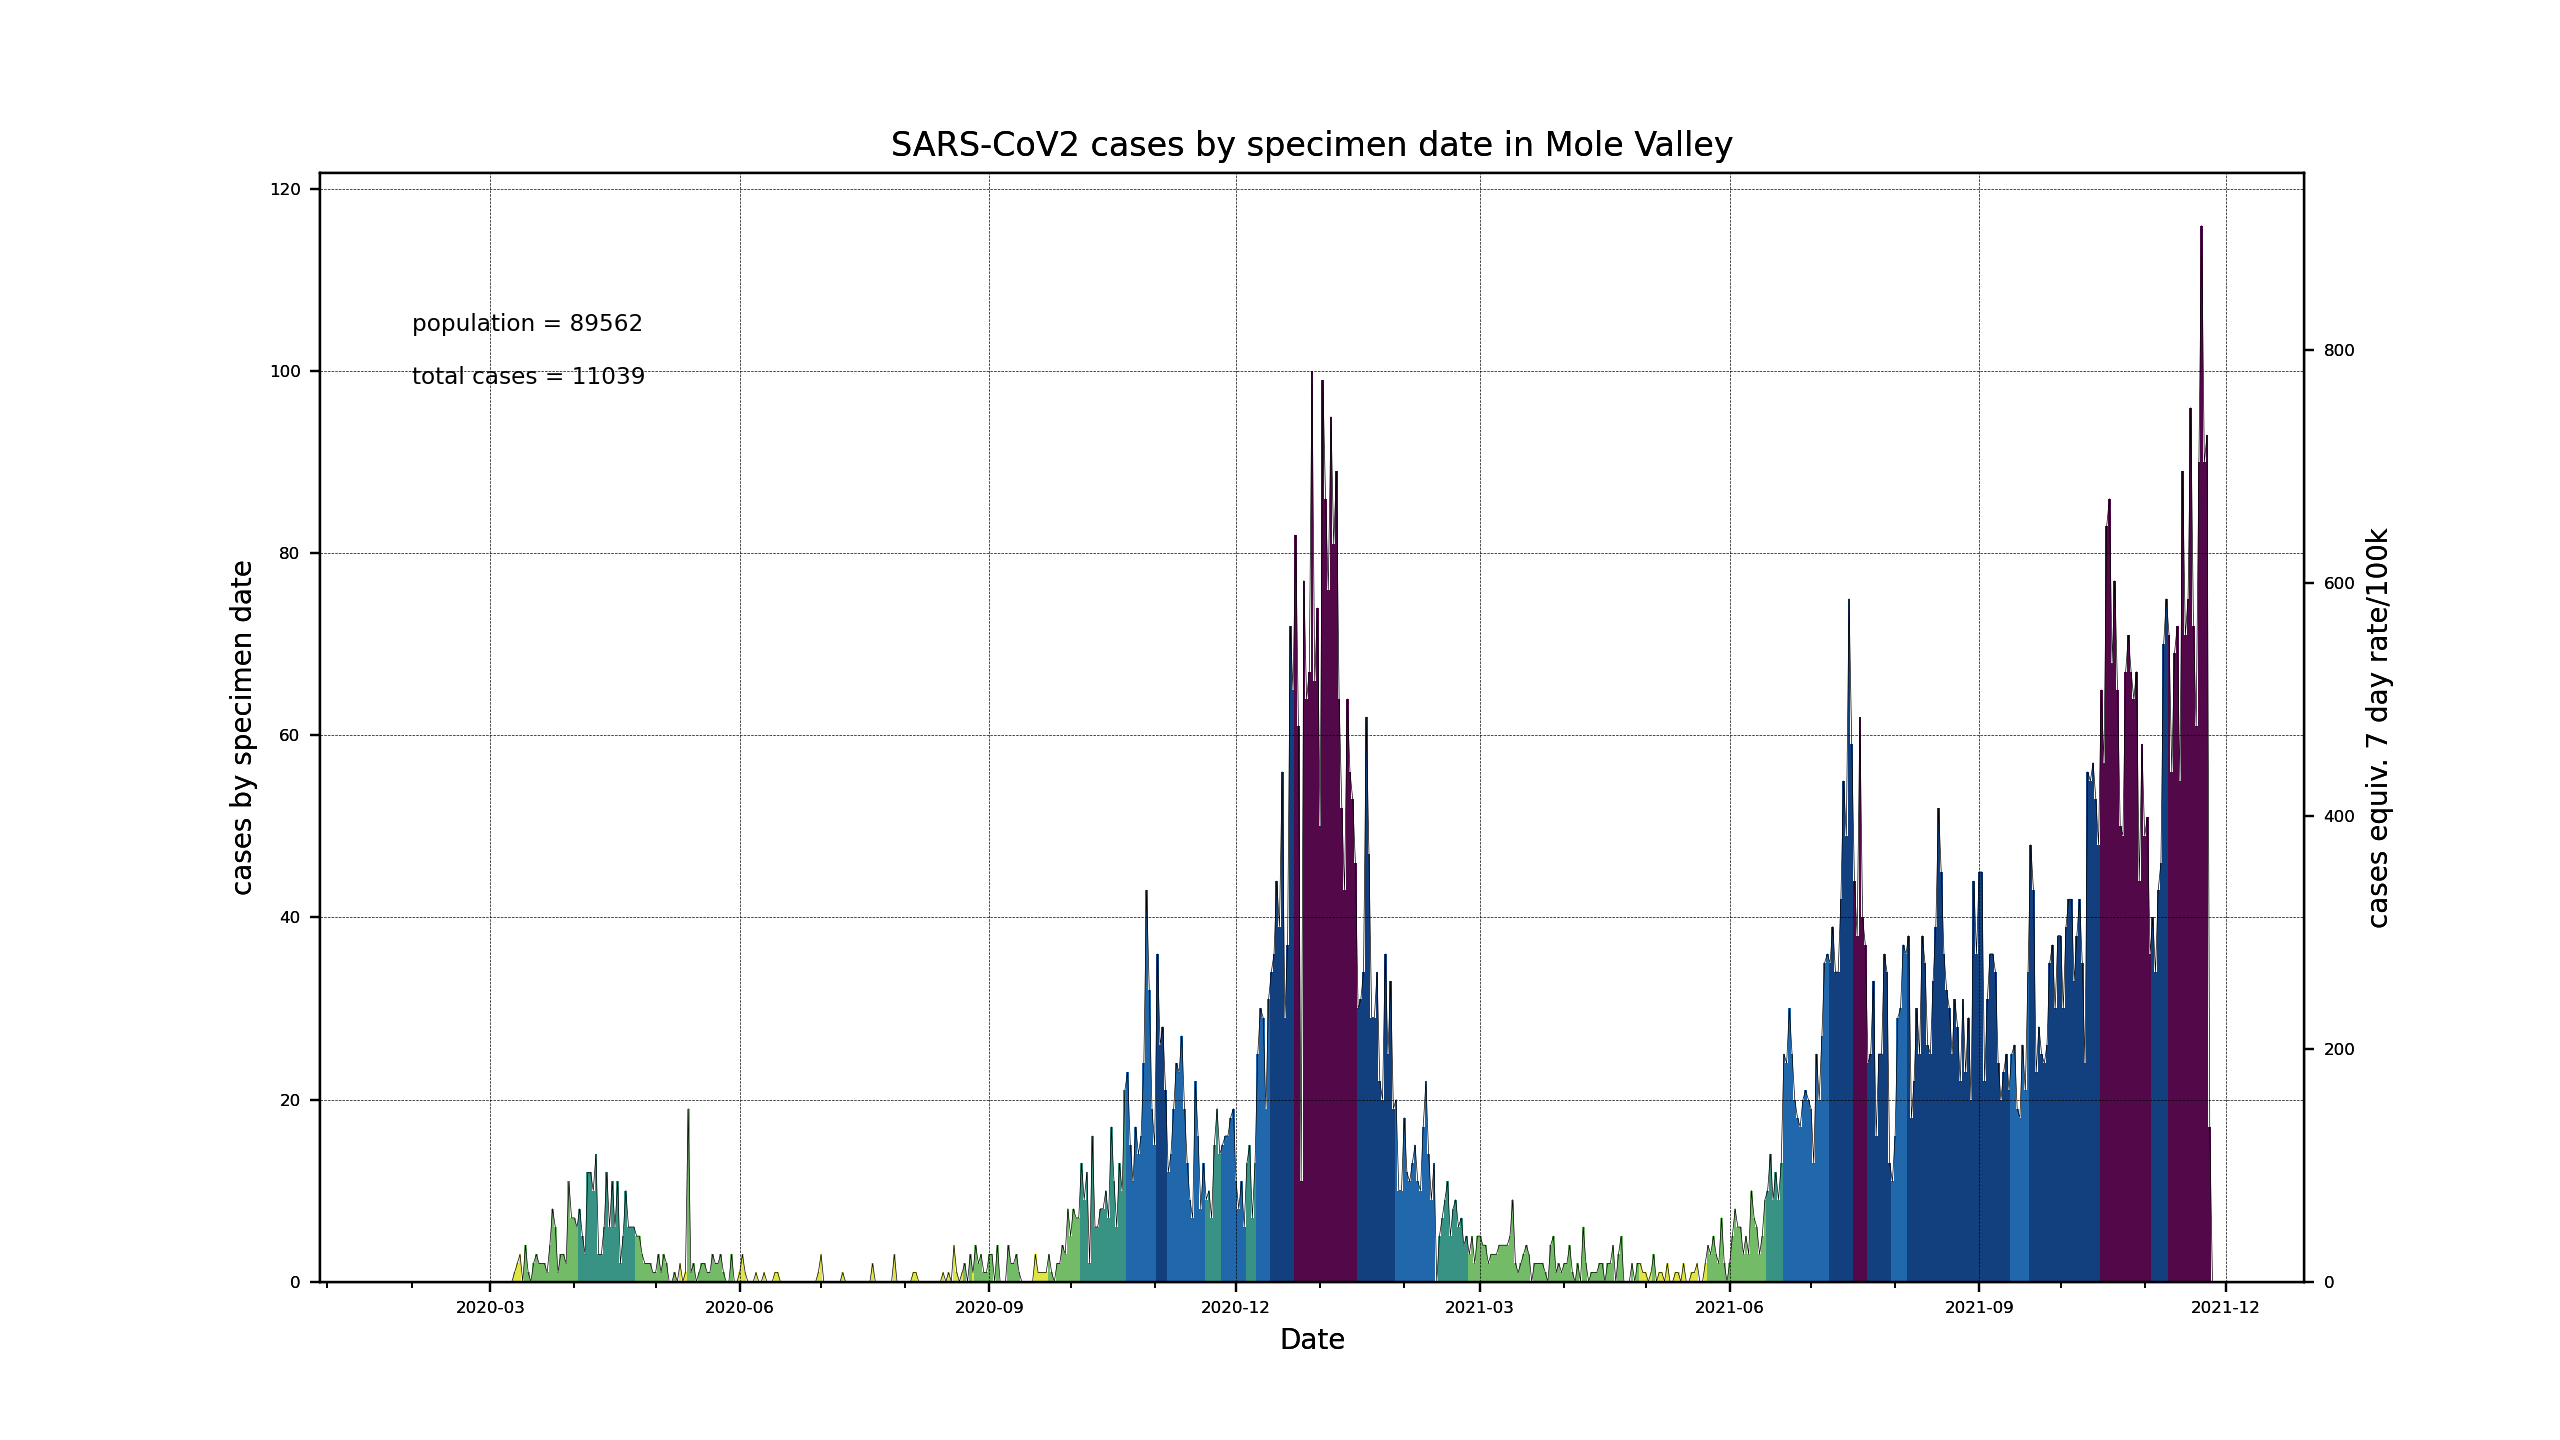 SARS-CoV2 cases by specimen date in Mole Valley
population = 89562
total cases = 11039
cases by specimen date
120
100
80
60
40
20
0
cases equiv. 7 day rate/100k
800
600
400
200
0
2020-03 2020-06 2020-09 2020-12 2021-03 2021-06 2021-09 2021-12
Date